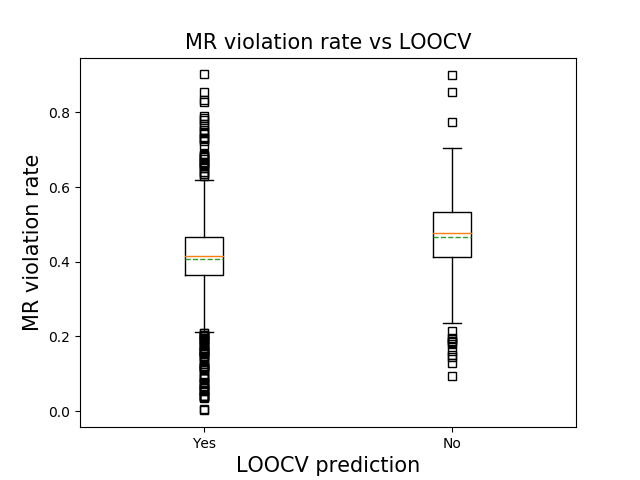 MR violation rate vs LOOCV
MR violation rate
0.8
0.6
0.4
0.2
0.0
Yes
No
LOOCV prediction